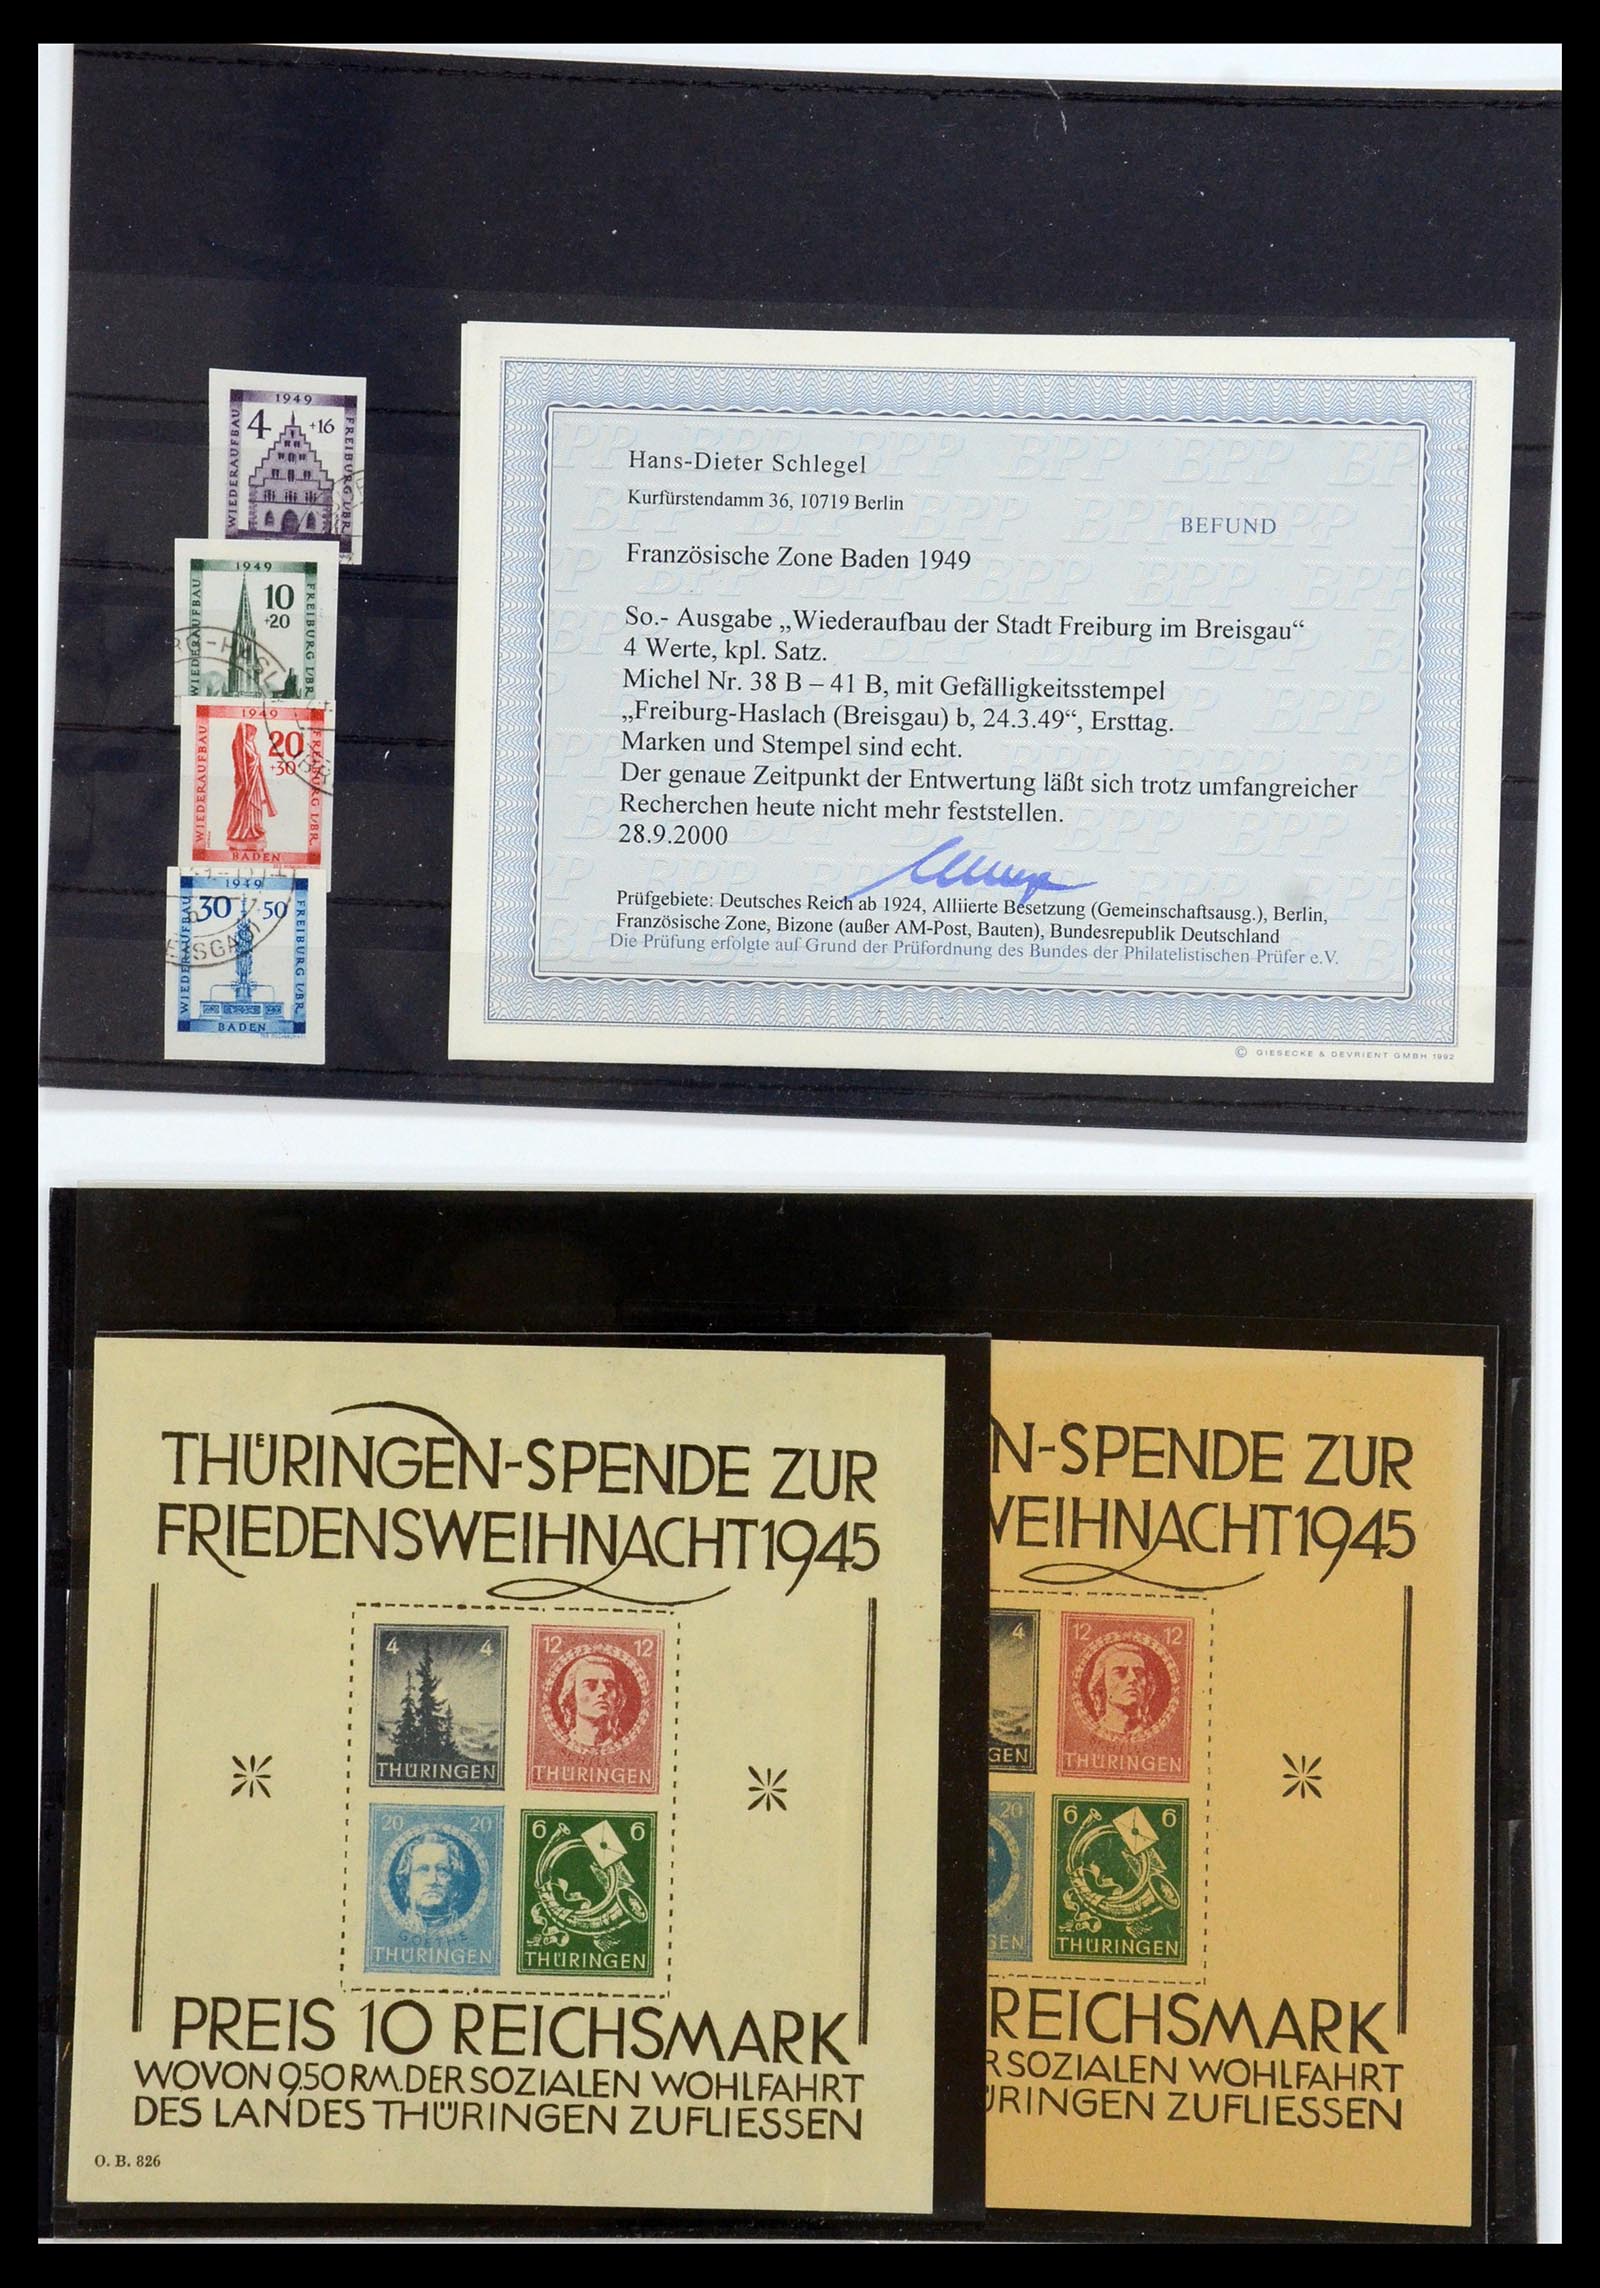 1949
4 +16
WIEDERAUFBAU
FREIBURG I/BR.
1949
10
+20
WIEDERAUFBAU
FREIBURG I/BR.
1949
20
+30
WIEDERAUFBAU
FREIBURG I/BR.
BADEN
1949
30 +50
WIEDERAUFBAU
FREIBURG I/BR.
BADEN
Hans-Dieter Schlegel
Kurfürstendamm 36, 10719 Berlin
BEFUND
Französische Zone Baden 1949
So.- Ausgabe „Wiederaufbau der Stadt Freiburg im Breisgau“
4 Werte, kpl. Satz.
Michel Nr. 38 B – 41 B, mit Gefälligkeitsstempel
„Freiburg-Haslach (Breisgau) b, 24.3.49“, Ersttag.
Marken und Stempel sind echt.
Der genaue Zeitpunkt der Entwertung läßt sich trotz umfangreicher
Recherchen heute nicht mehr feststellen.
28.9.2000
Prüfgebiete: Deutsches Reich ab 1924, Alliierte Besetzung (Gemeinschaftsausg.), Berlin,
Französische Zone, Bizone (außer AM-Post, Bauten), Bundesrepublik Deutschland
Die Prüfung erfolgte auf Grund der Prüfordnung des Bundes der Philatelistischen Prüfer e.V.
© GIESECKE & DEVRIENT GMBH 1992
THÜRINGEN-SPENDE ZUR
FRIEDENSWEIHNACHT 1945
4 4
THÜRINGEN
12 12
SCHILLER
THÜRINGEN
20 20
GOETHE
THÜRINGEN
6 6
THÜRINGEN
PREIS 10 REICHSMARK
WOVON 9.50 RM. DER SOZIALEN WOHLFAHRT
DES LANDES THÜRINGEN ZUFLIESSEN
O. B. 826
N-SPENDE ZUR
WEIHNACHT 1945
4
GEN
12 12
THÜRINGEN
20
GEN
6 6
THÜRINGEN
REICHSMARK
R SOZIALEN WOHLFAHRT
ÜRINGEN ZUFLIESSEN